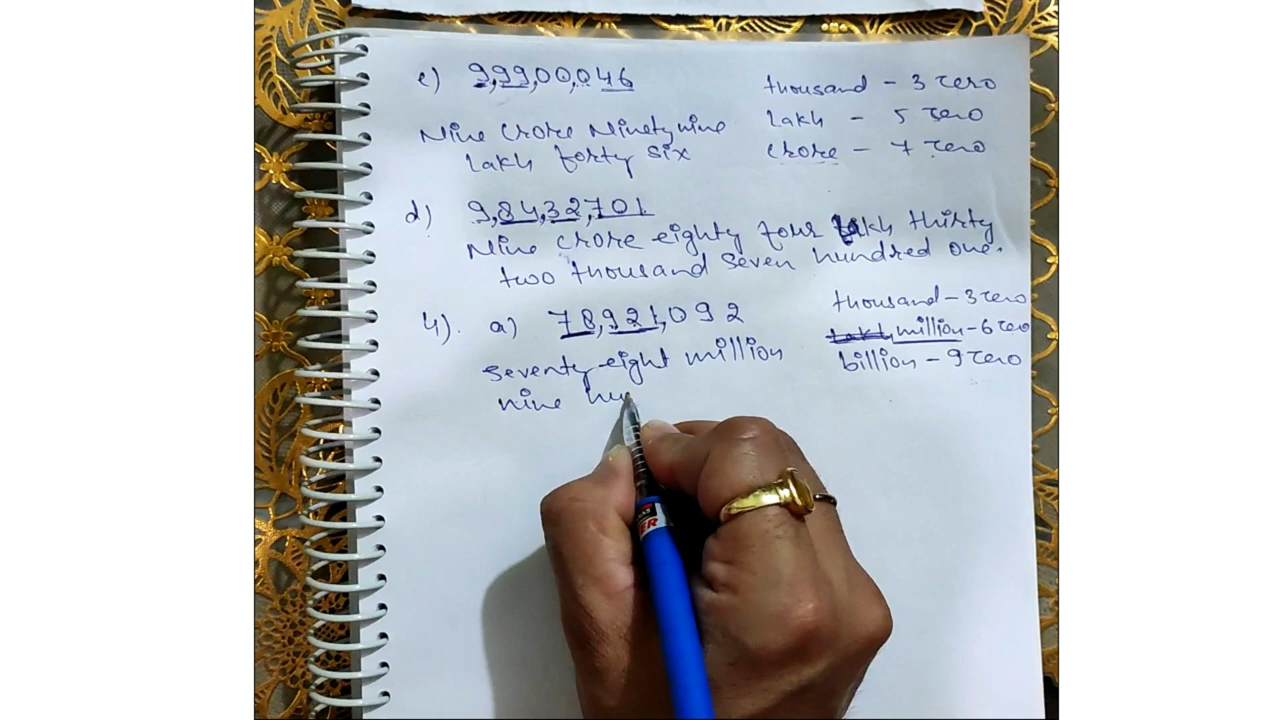 c) 9,99,00,046
thousand - 3 zero
Nine Crore Ninety nine
lakh - 5 zero
lakh forty six
crore - 7 zero
d) 9,84,32,701
Nine crore eighty four lakh thirty
two thousand seven hundred one.
thousand - 3 zero
4). a) 78,921,092
lakh million - 6 zero
seventy-eight million
billion - 9 zero
nine hu